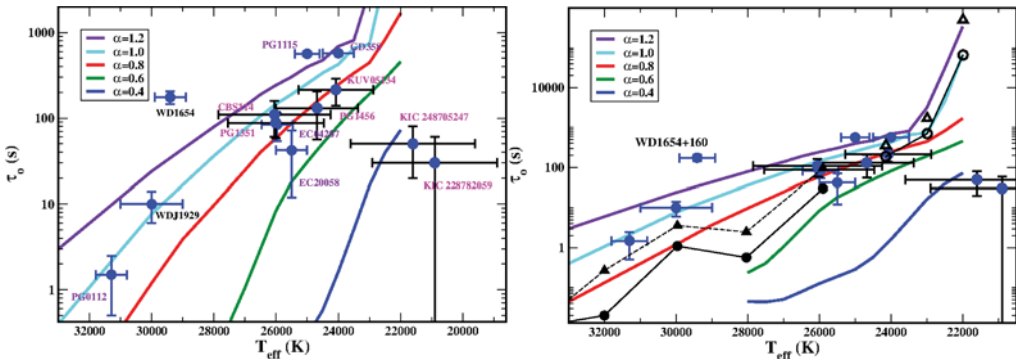 1000
100
10
1
τo (s)
α=1.2
α=1.0
α=0.8
α=0.6
α=0.4
PG1115
GD358
WD1654
KUV05134
CBS114
PG1456
PG1351
EC04207
KIC 248705247
EC20058
KIC 228782059
WDJ1929
PG0112
32000 30000 28000 26000 24000 22000 20000
Teff (K)
10000
100
1
τo (s)
α=1.2
α=1.0
α=0.8
α=0.6
α=0.4
WD1654+160
32000 30000 28000 26000 24000 22000
Teff (K)